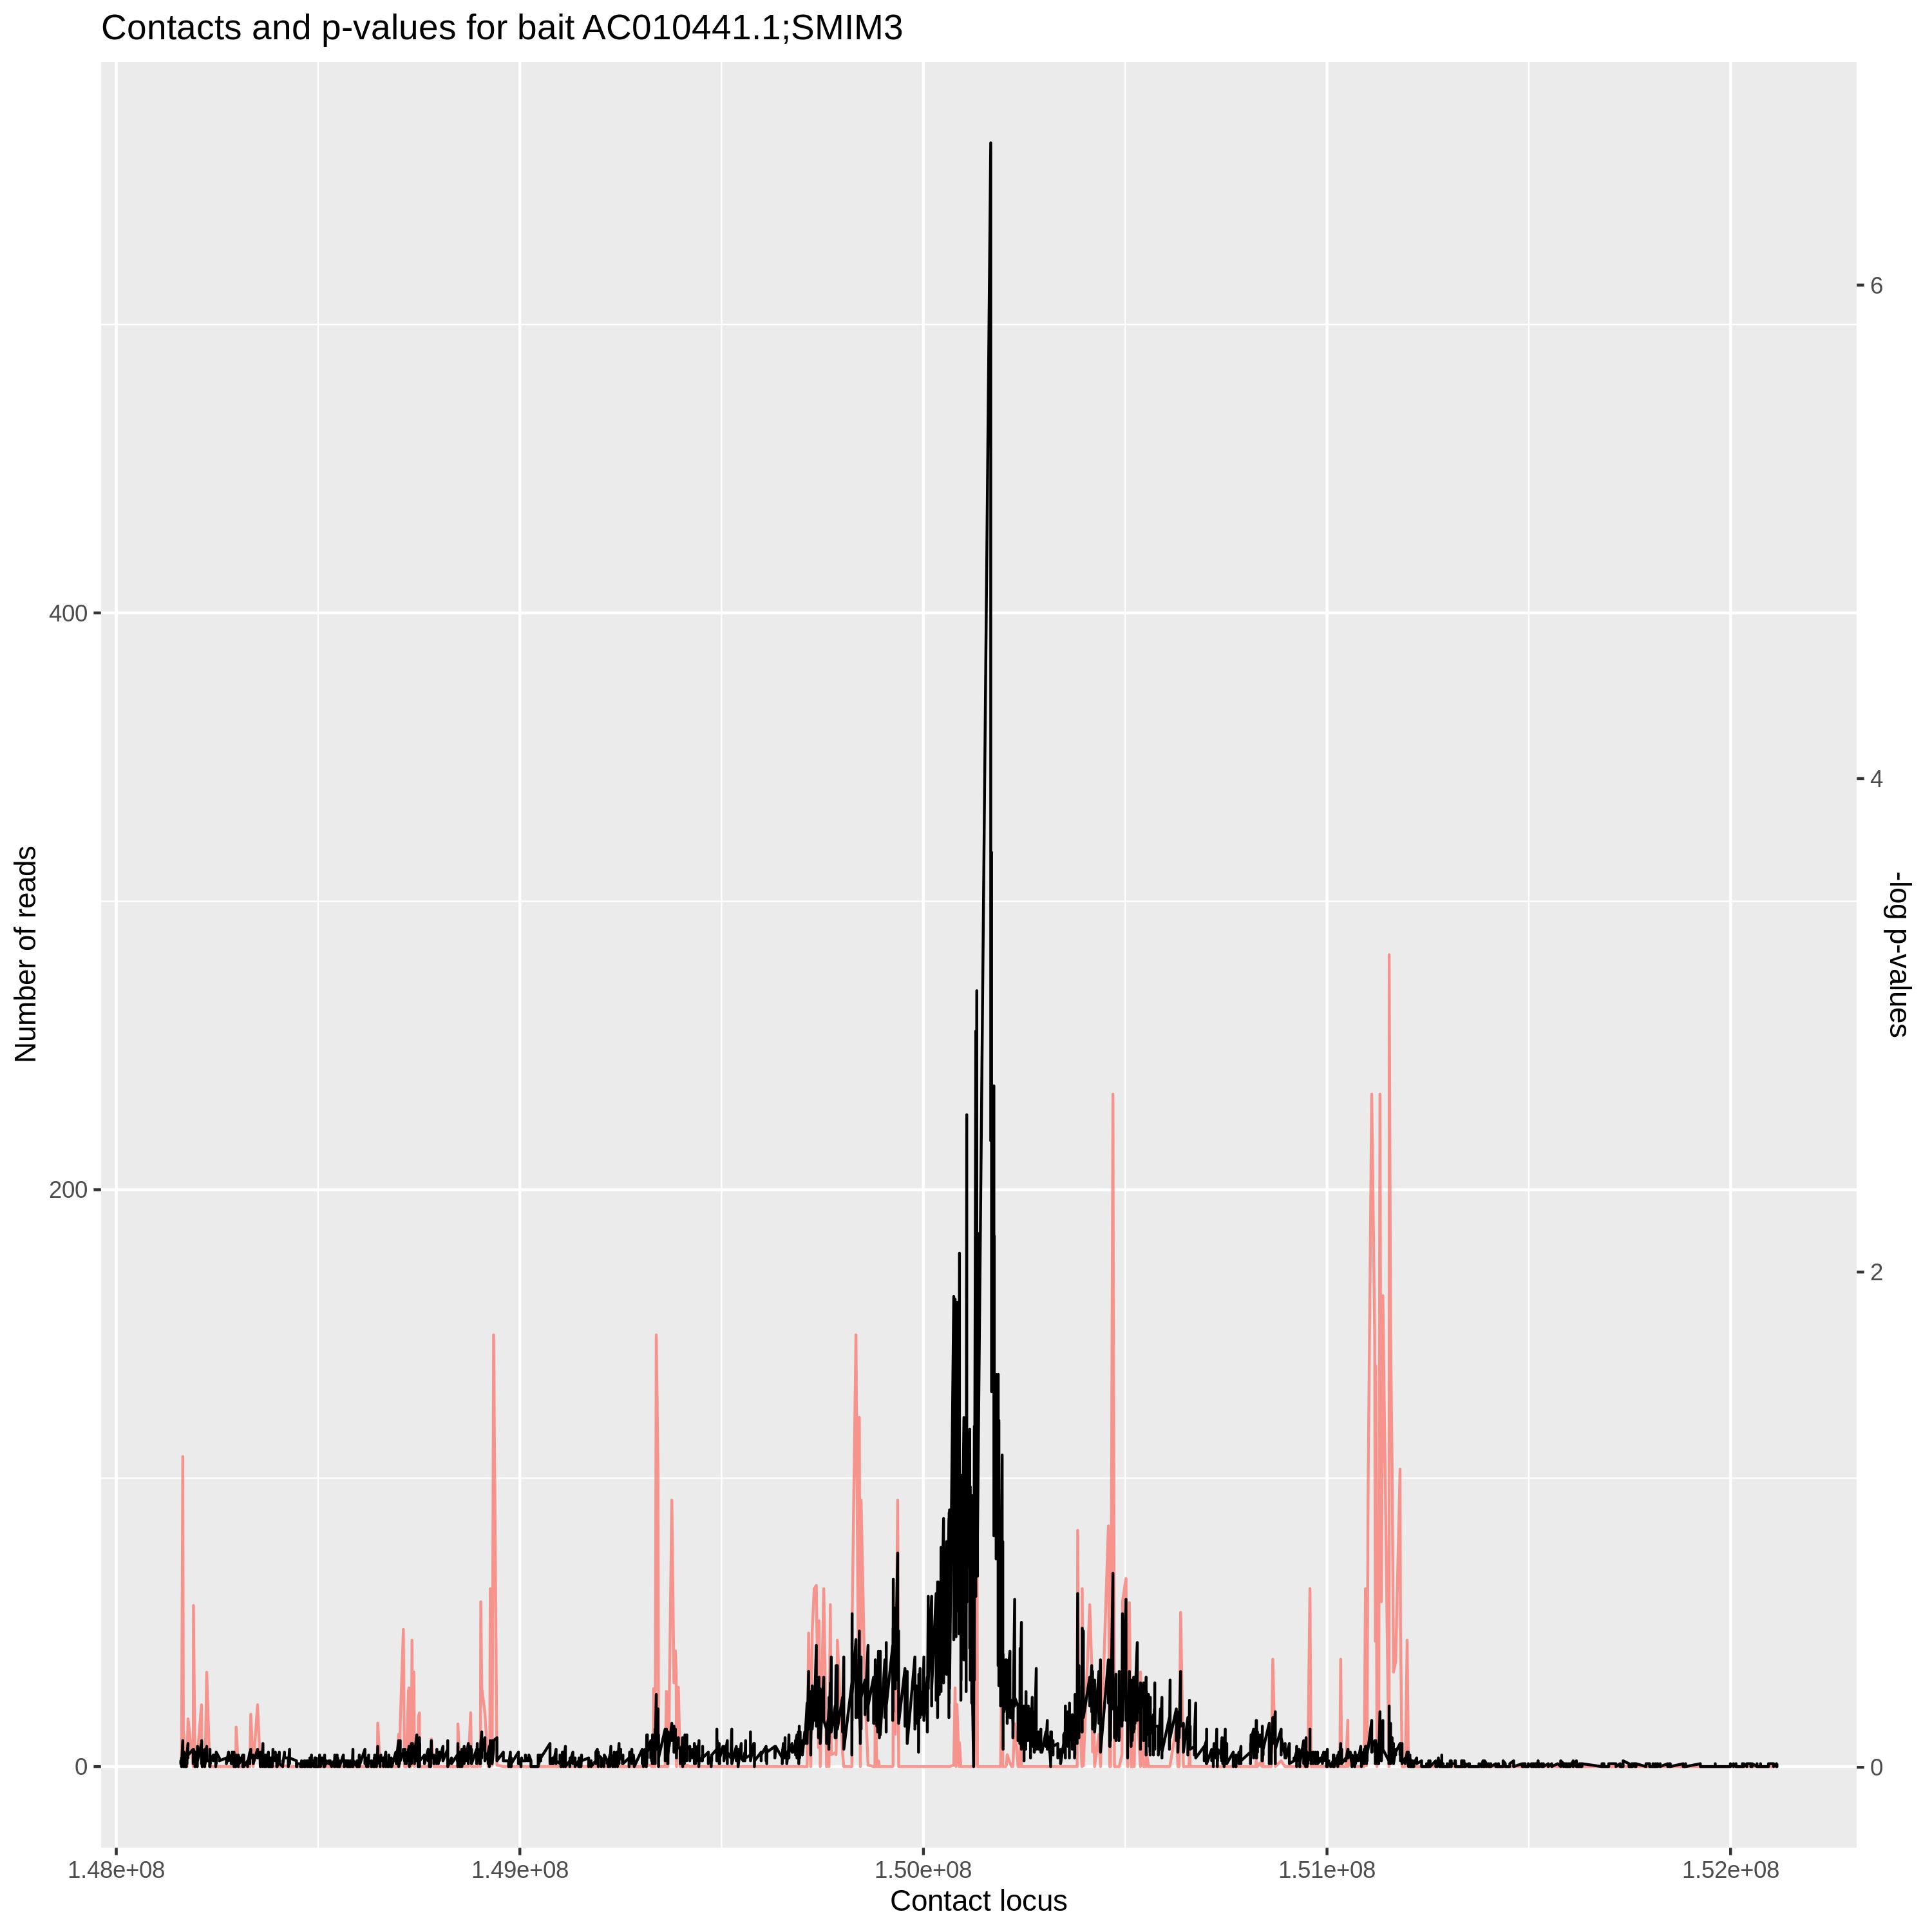 Contacts and p-values for bait AC010441.1;SMIM3
Number of reads
400
200
0
6
4
2
0
-log p-values
1.48e+08 1.49e+08 1.50e+08 1.51e+08 1.52e+08
Contact locus